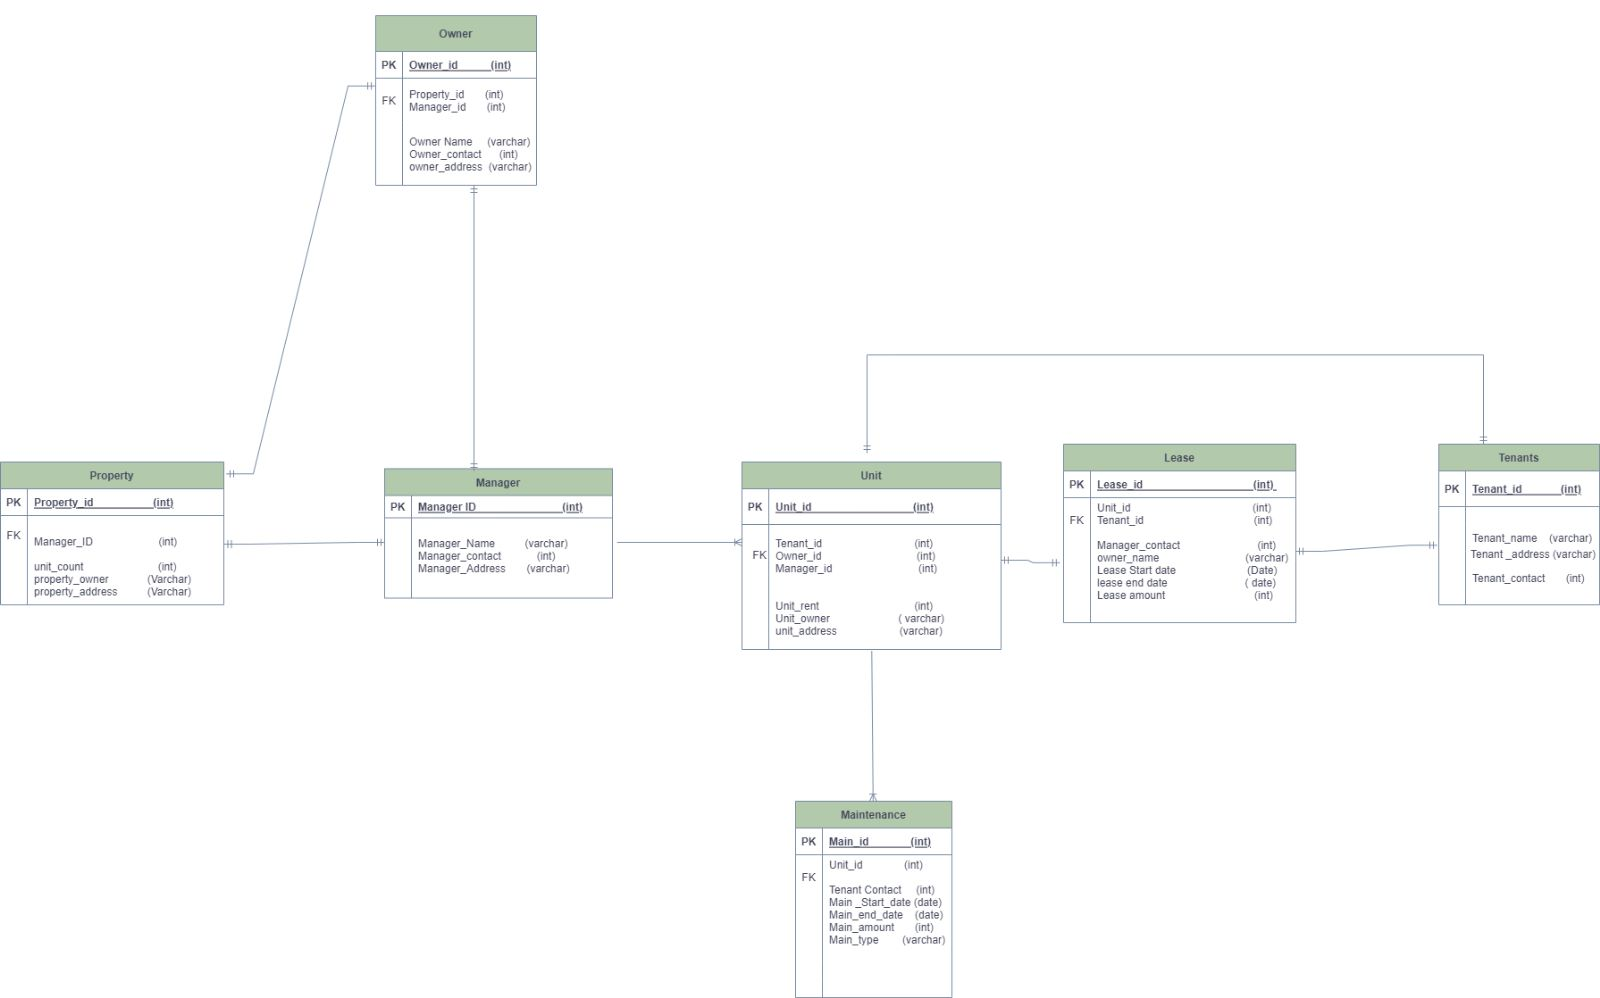 Owner
PK Owner_id (int)
FK Property_id (int)
Manager_id (int)
Owner Name (varchar)
Owner_contact (int)
owner_address (varchar)
Property
PK Property_id (int)
FK
Manager_ID (int)
unit_count (int)
property_owner (Varchar)
property_address (Varchar)
Manager
PK Manager ID (int)
Manager_Name (varchar)
Manager_contact (int)
Manager_Address (varchar)
Unit
PK Unit_id (int)
Tenant_id (int)
FK Owner_id (int)
Manager_id (int)
Unit_rent (int)
Unit_owner ( varchar)
unit_address (varchar)
Lease
PK Lease_id (int)
Unit_id (int)
FK Tenant_id (int)
Manager_contact (int)
owner_name (varchar)
Lease Start date (Date)
lease end date ( date)
Lease amount (int)
Tenants
PK Tenant_id (int)
Tenant_name (varchar)
Tenant _address (varchar)
Tenant_contact (int)
Maintenance
PK Main_id (int)
Unit_id (int)
FK
Tenant Contact (int)
Main _Start_date (date)
Main_end_date (date)
Main_amount (int)
Main_type (varchar)